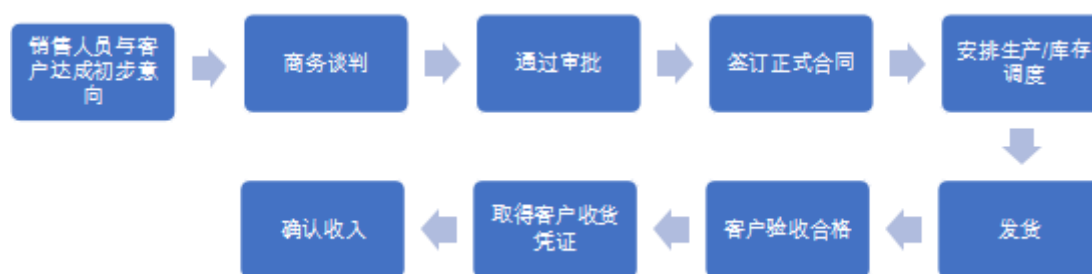 销售人员与客
户达成初步意
向
商务谈判
通过审批
签订正式合同
安排生产/库存
调度
发货
客户验收合格
取得客户收货
凭证
确认收入